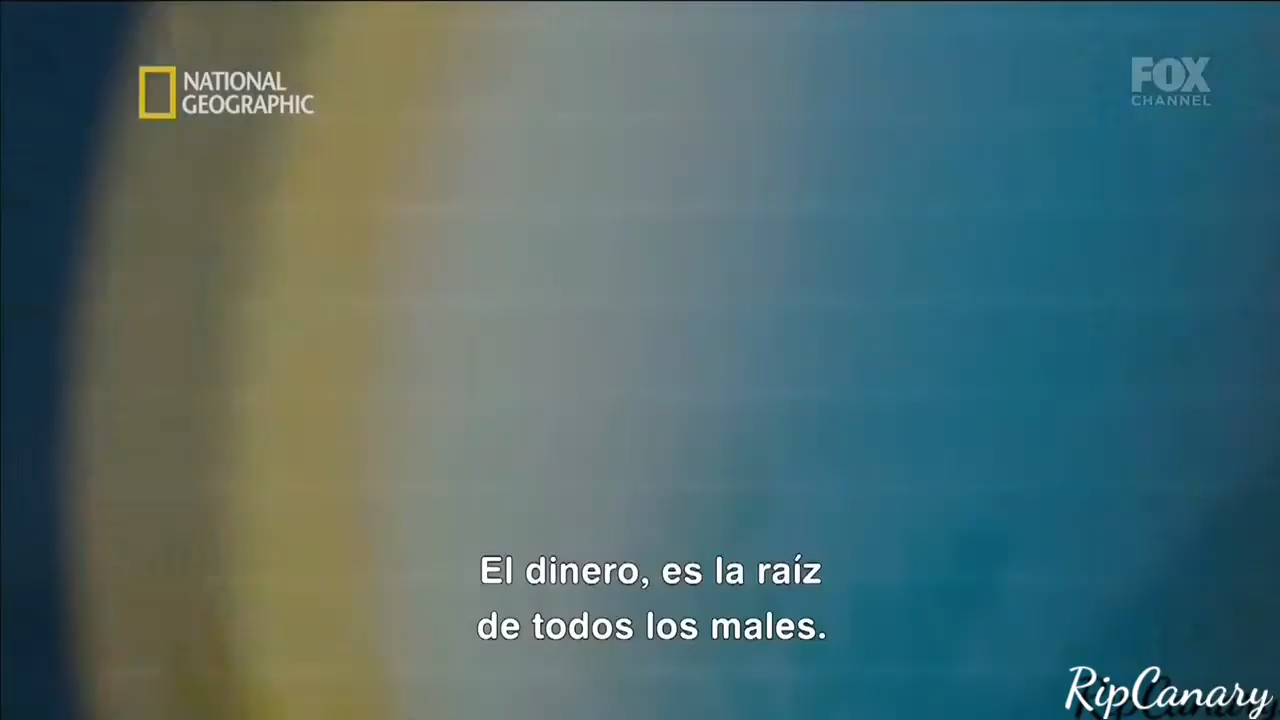 NATIONAL
GEOGRAPHIC
FOX
CHANNEL
El dinero, es la raíz
de todos los males.
RipCanary